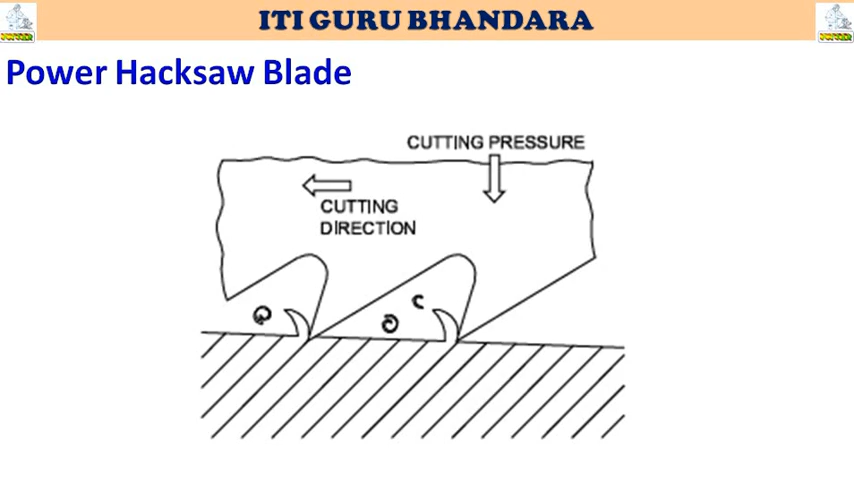 ITI GURU BHANDARA
Power Hacksaw Blade
CUTTING PRESSURE
CUTTING
DIRECTION